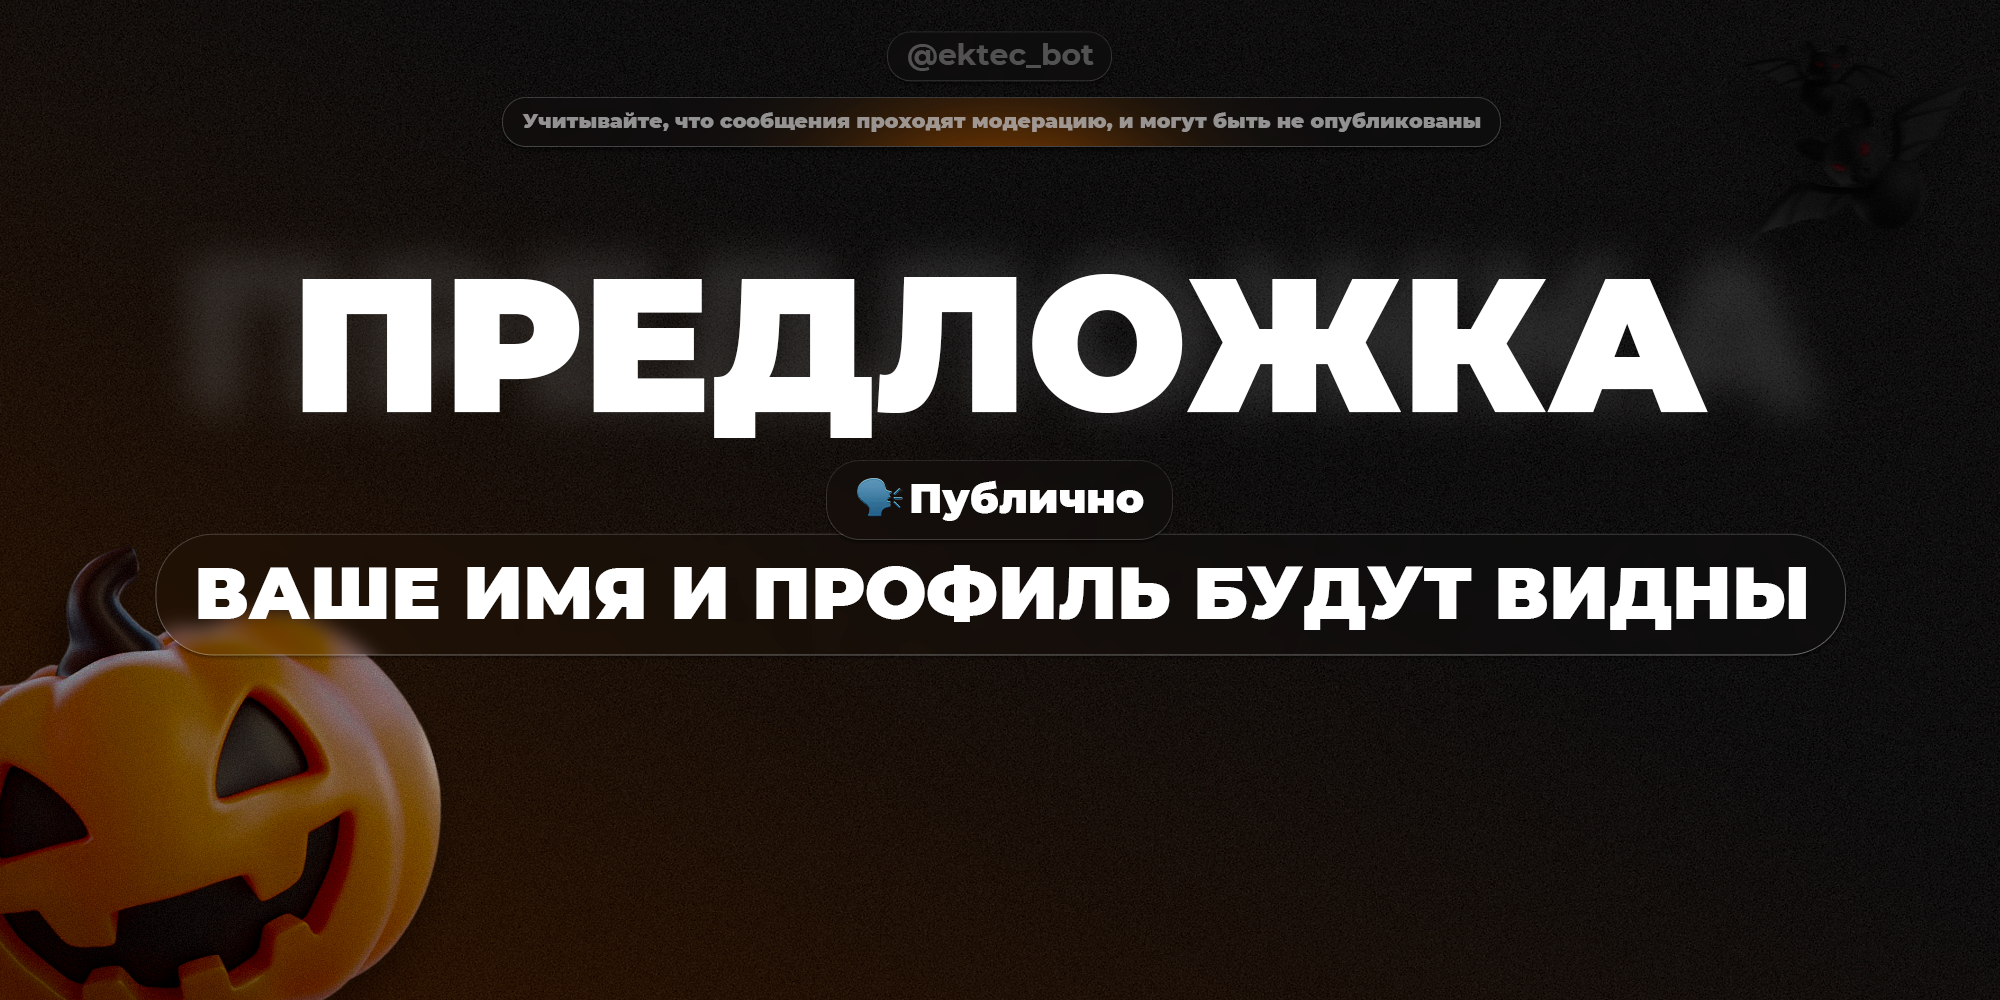 @ektec_bot
Учитывайте, что сообщения проходят модерацию, и могут быть не опубликованы
ПРЕДЛОЖКА
🗣Публично
ВАШЕ ИМЯ И ПРОФИЛЬ БУДУТ ВИДНЫ